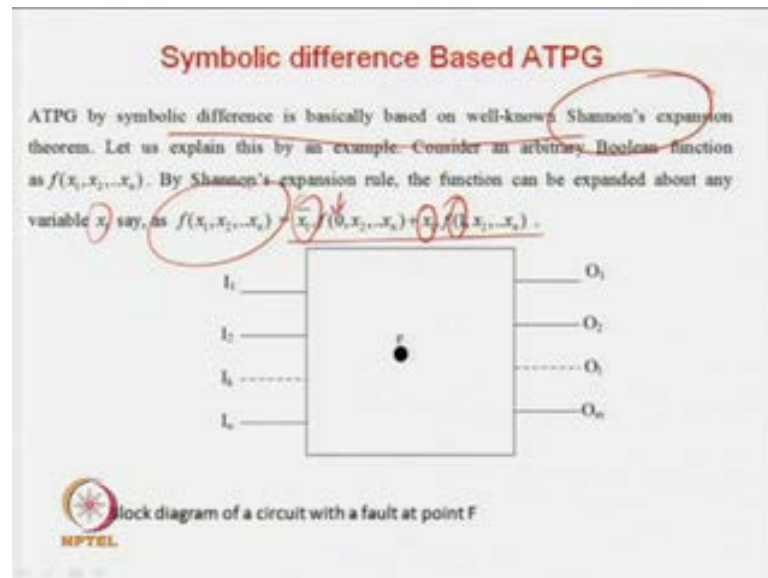 Symbolic difference Based ATPG
ATPG by symbolic difference is basically based on well-known Shannon's expansion
theorem. Let us explain this by an example. Consider an arbitrary Boolean function
as f(x₁,x₂,..xₙ). By Shannon's expansion rule, the function can be expanded about any
variable x₁ say, as f(x₁,x₂,..xₙ) = x̄₁ f(0,x₂,..xₙ)+x₁ f(1,x₂,..xₙ) .
I₁ O₁
I₂ F O₂
Iₖ Oₗ
Iₙ Oₘ
lock diagram of a circuit with a fault at point F
NPTEL